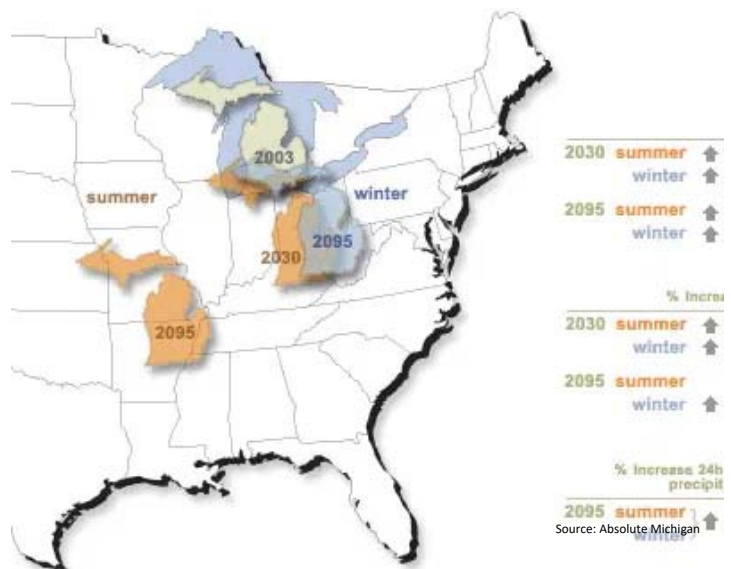 2003
summer
winter
2095
2030
2095
2030 summer
winter
2095 summer
winter
% Increa
2030 summer
winter
2095 summer
winter
% Increase 24h
precipit
2095 summer
winter
Source: Absolute Michigan